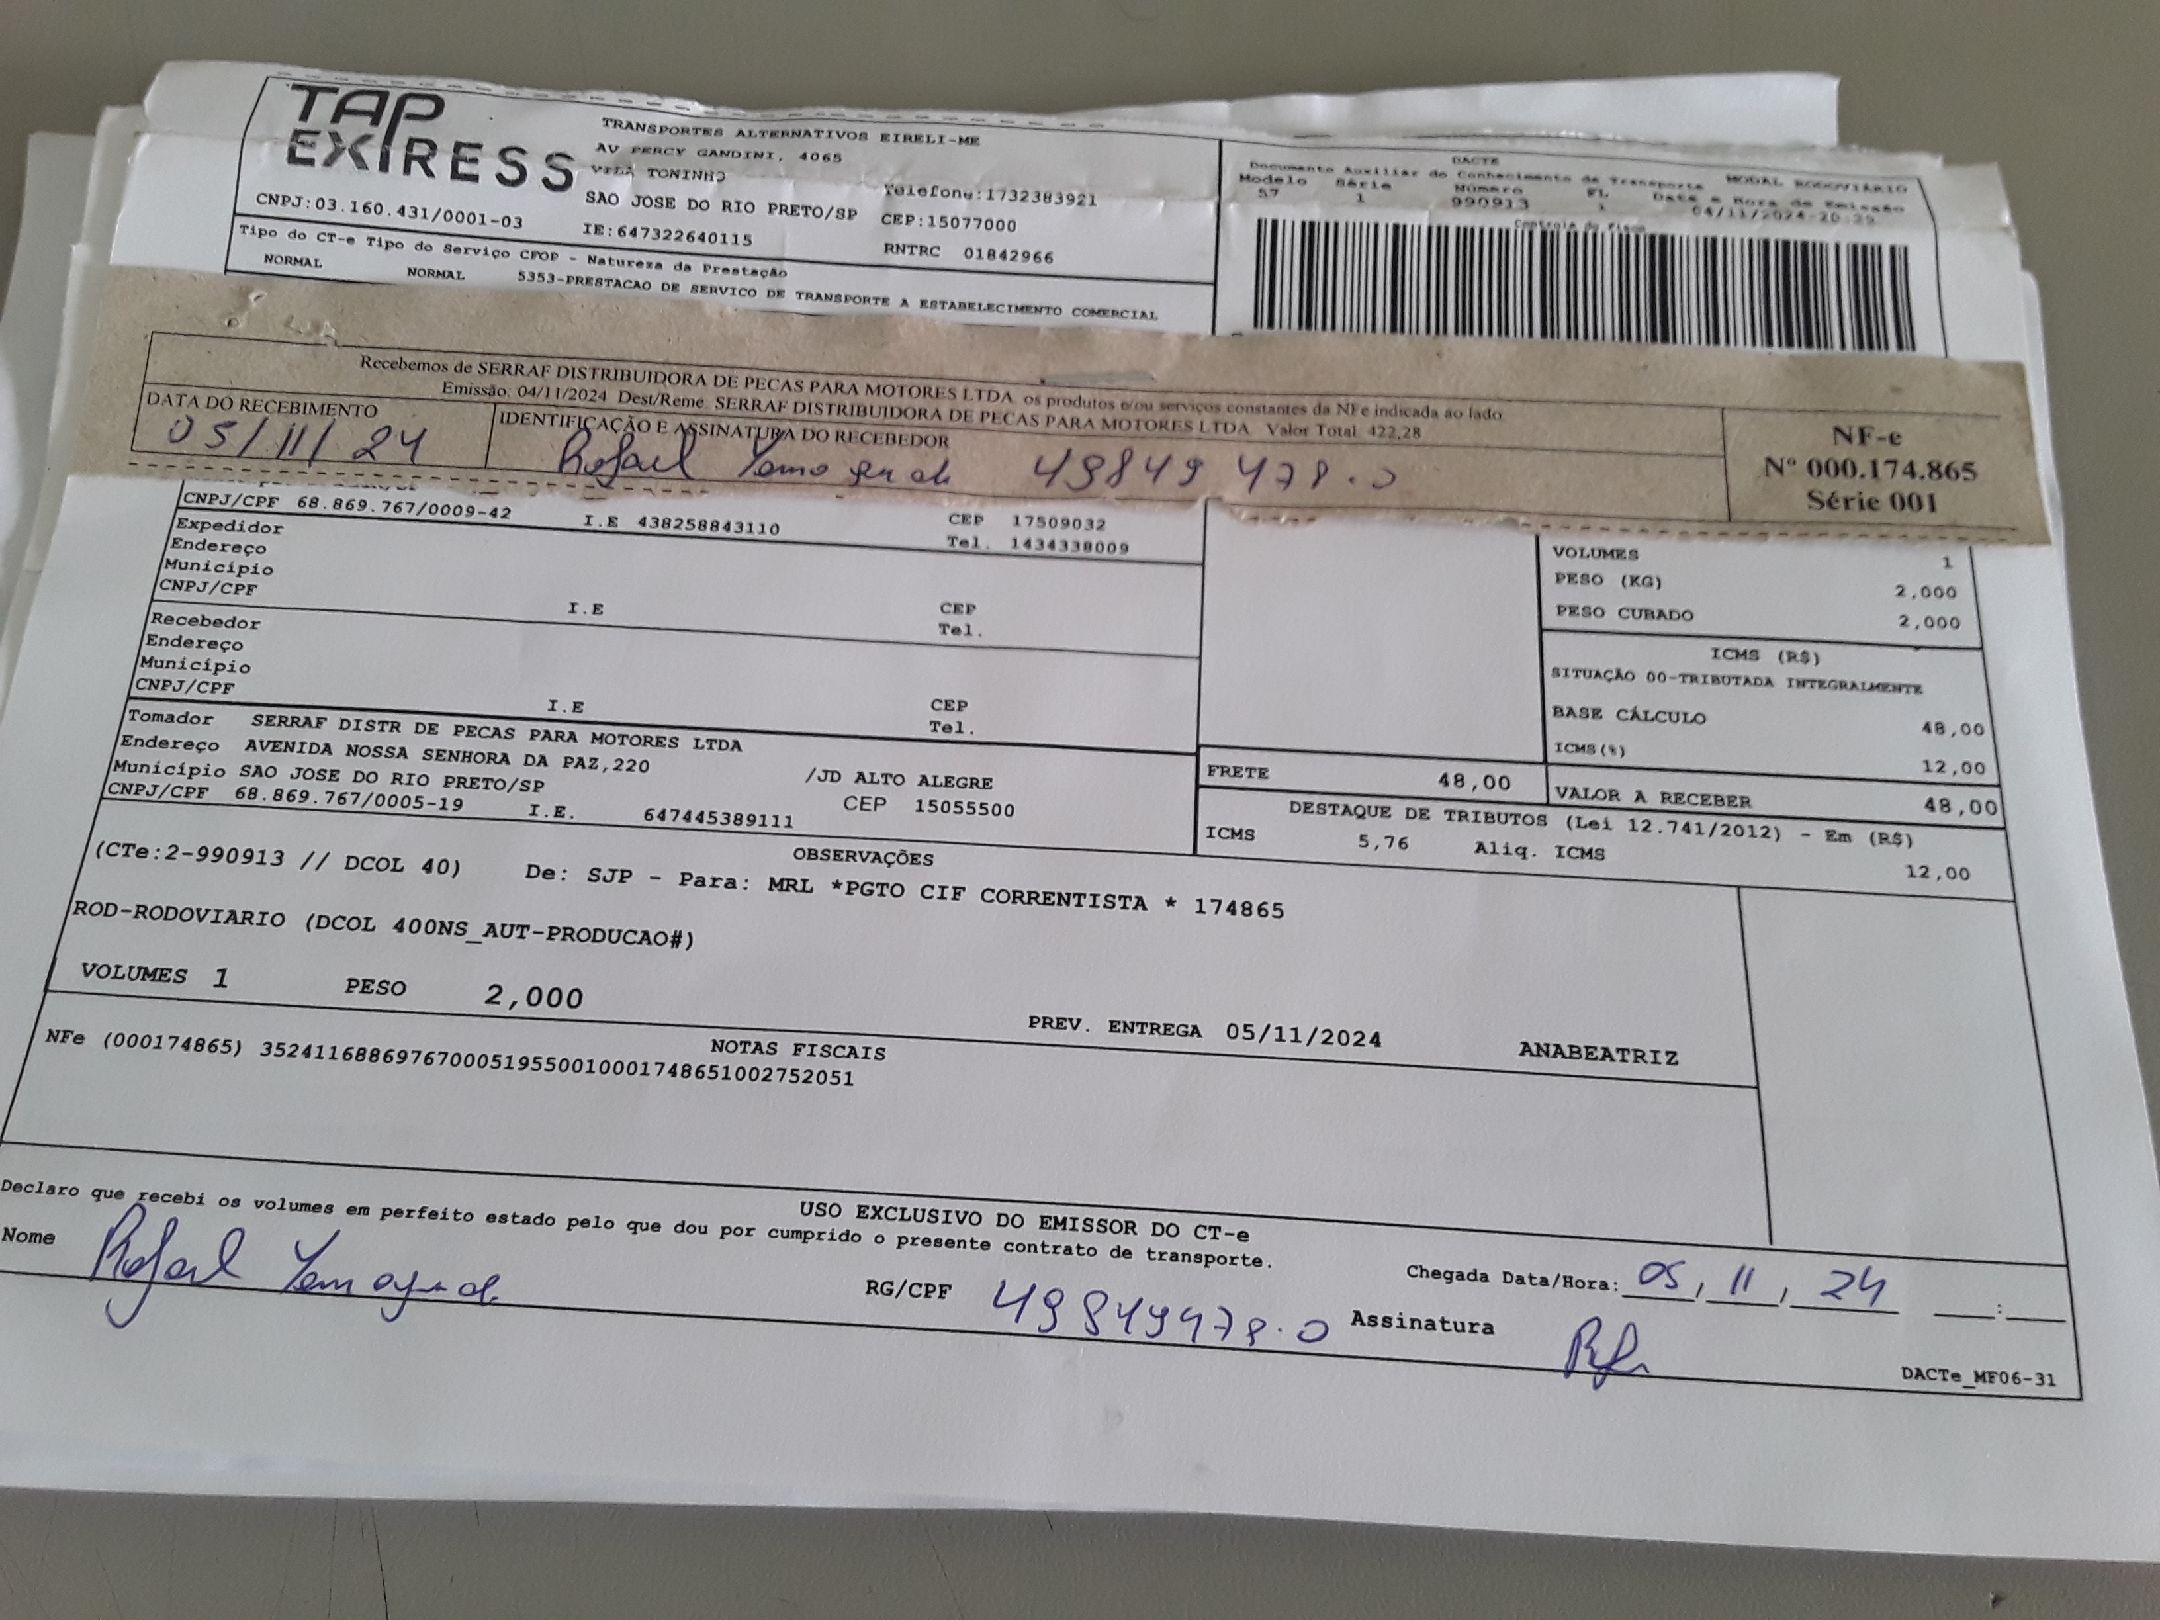 TAP
EXPRESS
TRANSPORTES ALTERNATIVOS EIRELI-ME
AV PERCY GANDINI, 4065
VILA TONINHO
SAO JOSE DO RIO PRETO/SP
Telefone:1732383921
CEP:15077000
CNPJ:03.160.431/0001-03
IE:647322640115
RNTRC 01842966
DACTE
Documento Auxiliar do Conhecimento de Transporte MODAL RODOVIÁRIO
Modelo Série Número FL Data e Hora de Emissão
57 1 990913 1 04/11/2024-20:29
Controle do Fisco
Tipo do CT-e Tipo do Serviço CFOP - Natureza da Prestação
NORMAL NORMAL 5353-PRESTACAO DE SERVICO DE TRANSPORTE A ESTABELECIMENTO COMERCIAL
Recebemos de SERRAF DISTRIBUIDORA DE PECAS PARA MOTORES LTDA os produtos e/ou serviços constantes da NFe indicada ao lado
Emissão: 04/11/2024 Dest/Reme: SERRAF DISTRIBUIDORA DE PECAS PARA MOTORES LTDA Valor Total: 422,28
DATA DO RECEBIMENTO
05/11/24
IDENTIFICAÇÃO E ASSINATURA DO RECEBEDOR
Rafael 49849478.0
NF-e
Nº 000.174.865
Série 001
CNPJ/CPF 68.869.767/0009-42 I.E 438258843110 CEP 17509032
Tel. 1434338009
Expedidor
Endereço
Município
CNPJ/CPF I.E CEP
Tel.
Recebedor
Endereço
Município
CNPJ/CPF I.E CEP
Tel.
VOLUMES 1
PESO (KG) 2,000
PESO CUBADO 2,000
ICMS (R$)
SITUAÇÃO 00-TRIBUTADA INTEGRALMENTE
BASE CÁLCULO 48,00
ICMS(%) 12,00
Tomador SERRAF DISTR DE PECAS PARA MOTORES LTDA
Endereço AVENIDA NOSSA SENHORA DA PAZ,220 /JD ALTO ALEGRE
Município SAO JOSE DO RIO PRETO/SP CEP 15055500
CNPJ/CPF 68.869.767/0005-19 I.E. 647445389111
FRETE 48,00
VALOR A RECEBER 48,00
DESTAQUE DE TRIBUTOS (Lei 12.741/2012) - Em (R$)
ICMS 5,76 Aliq. ICMS 12,00
OBSERVAÇÕES
(CTe:2-990913 // DCOL 40) De: SJP - Para: MRL *PGTO CIF CORRENTISTA * 174865
ROD-RODOVIARIO (DCOL 400NS_AUT-PRODUCAO#)
VOLUMES 1 PESO 2,000
PREV. ENTREGA 05/11/2024 ANABEATRIZ
NOTAS FISCAIS
NFe (000174865) 35241168869767000519550010001748651002752051
USO EXCLUSIVO DO EMISSOR DO CT-e
Declaro que recebi os volumes em perfeito estado pelo que dou por cumprido o presente contrato de transporte.
Nome Rafael
RG/CPF 49849478.0
Chegada Data/Hora: 05, 11, 24 :
Assinatura
DACTe_MF06-31